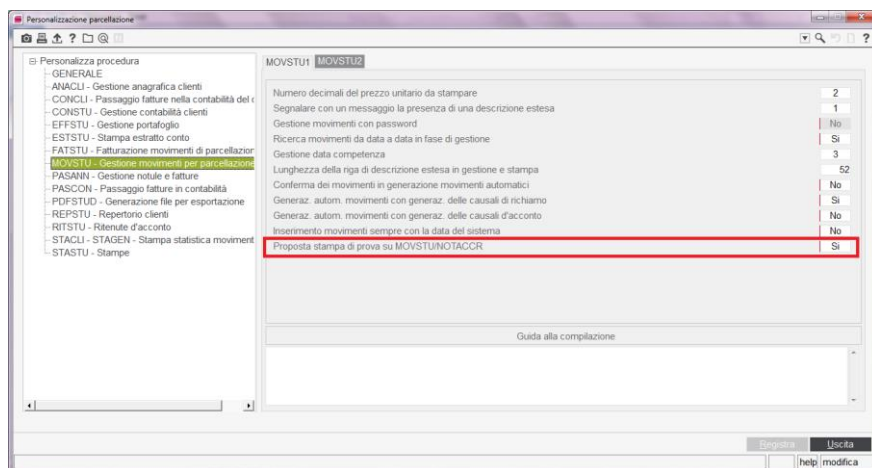 Personalizzazione parcellazione
Personalizza procedura
GENERALE
ANACLI - Gestione anagrafica clienti
CONCLI - Passaggio fatture nella contabilità del c
CONSTU - Gestione contabilità clienti
EFFSTU - Gestione portafoglio
ESTSTU - Stampa estratto conto
FATSTU - Fatturazione movimenti di parcellazion
MOVSTU - Gestione movimenti per parcellazione
PASANN - Gestione notule e fatture
PASCON - Passaggio fatture in contabilità
PDFSTUD - Generazione file per esportazione
REPSTU - Repertorio clienti
RITSTU - Ritenute d'acconto
STACLI - STAGEN - Stampa statistica moviment
STASTU - Stampe
MOVSTU1 MOVSTU2
Numero decimali del prezzo unitario da stampare 2
Segnalare con un messaggio la presenza di una descrizione estesa 1
Gestione movimenti con password No
Ricerca movimenti da data a data in fase di gestione Si
Gestione data competenza 3
Lunghezza della riga di descrizione estesa in gestione e stampa 52
Conferma dei movimenti in generazione movimenti automatici No
Generaz. autom. movimenti con generaz. delle causali di richiamo Si
Generaz. autom. movimenti con generaz. delle causali d'acconto No
Inserimento movimenti sempre con la data del sistema No
Proposta stampa di prova su MOVSTU/NOTACCR Si
Guida alla compilazione
Registra Uscita
help modifica